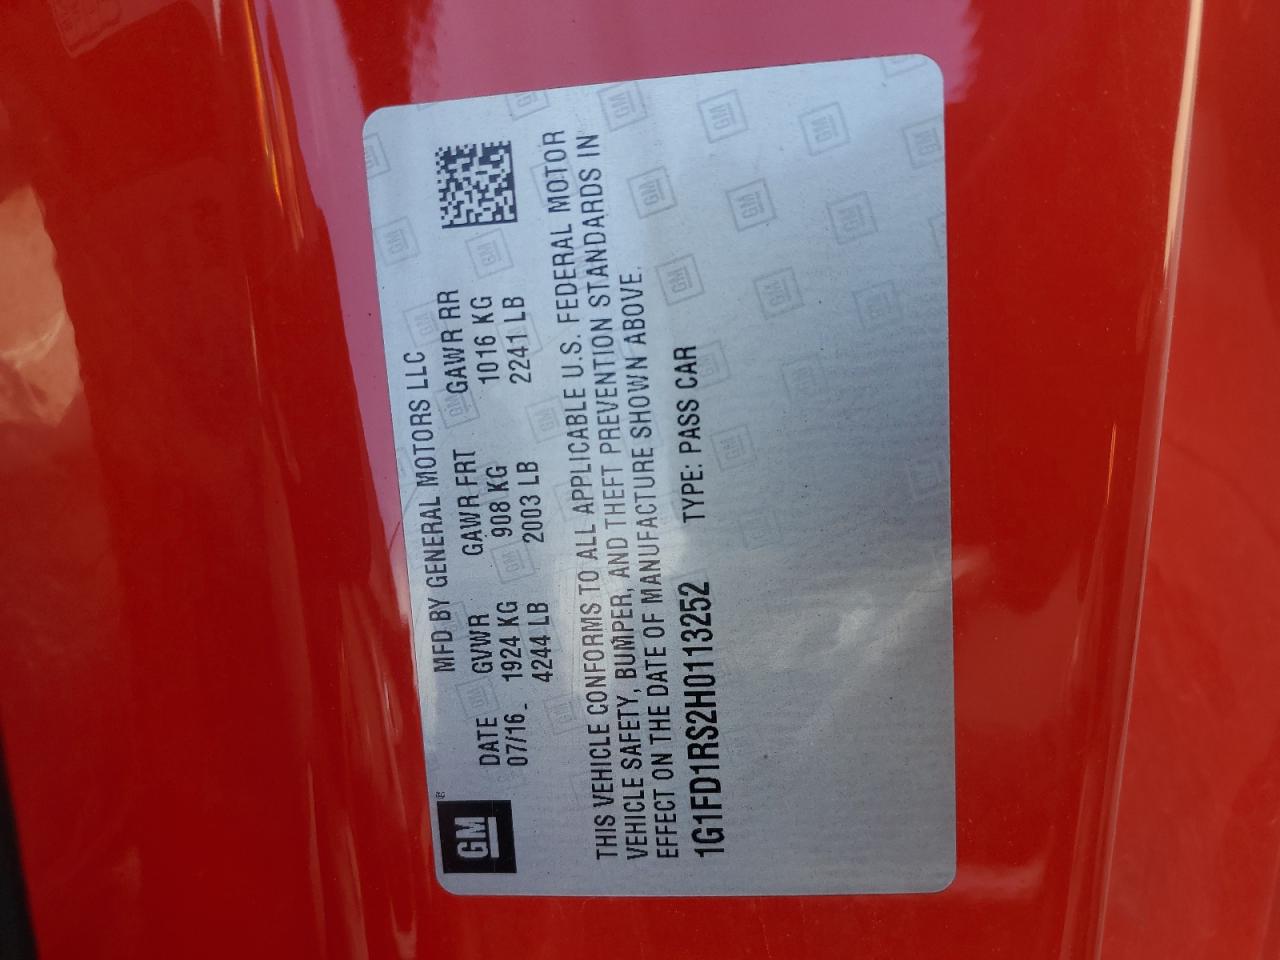 MFD BY GENERAL MOTORS LLC
DATE GVWR GAWR FRT GAWR RR
07/16 1924 KG 908 KG 1016 KG
4244 LB 2003 LB 2241 LB
GM ®
THIS VEHICLE CONFORMS TO ALL APPLICABLE U.S. FEDERAL MOTOR
VEHICLE SAFETY, BUMPER, AND THEFT PREVENTION STANDARDS IN
EFFECT ON THE DATE OF MANUFACTURE SHOWN ABOVE.
1G1FD1RS2H0113252 TYPE: PASS CAR